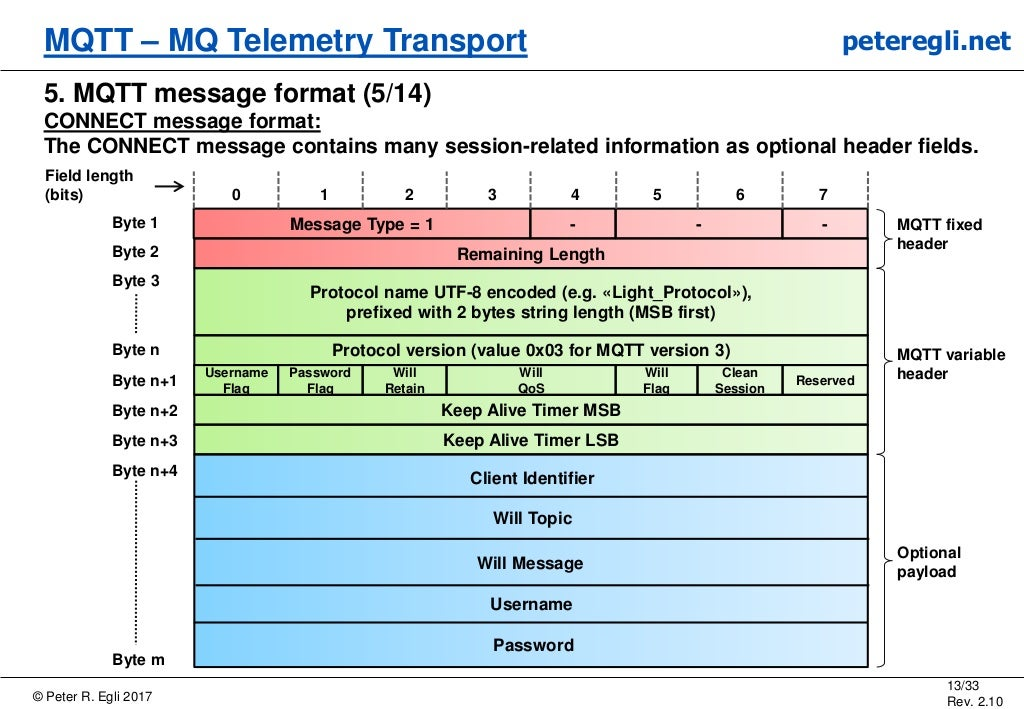 MQTT – MQ Telemetry Transport
peteregli.net
5. MQTT message format (5/14)
CONNECT message format:
The CONNECT message contains many session-related information as optional header fields.
Field length
(bits)
0 1 2 3 4 5 6 7
Byte 1
Message Type = 1
- - -
MQTT fixed
header
Byte 2
Remaining Length
Byte 3
Protocol name UTF-8 encoded (e.g. «Light_Protocol»),
prefixed with 2 bytes string length (MSB first)
Byte n
Protocol version (value 0x03 for MQTT version 3)
MQTT variable
header
Byte n+1
Username
Flag
Password
Flag
Will
Retain
Will
QoS
Will
Flag
Clean
Session
Reserved
Byte n+2
Keep Alive Timer MSB
Byte n+3
Keep Alive Timer LSB
Byte n+4
Client Identifier
Will Topic
Will Message
Optional
payload
Username
Password
Byte m
© Peter R. Egli 2017
13/33
Rev. 2.10